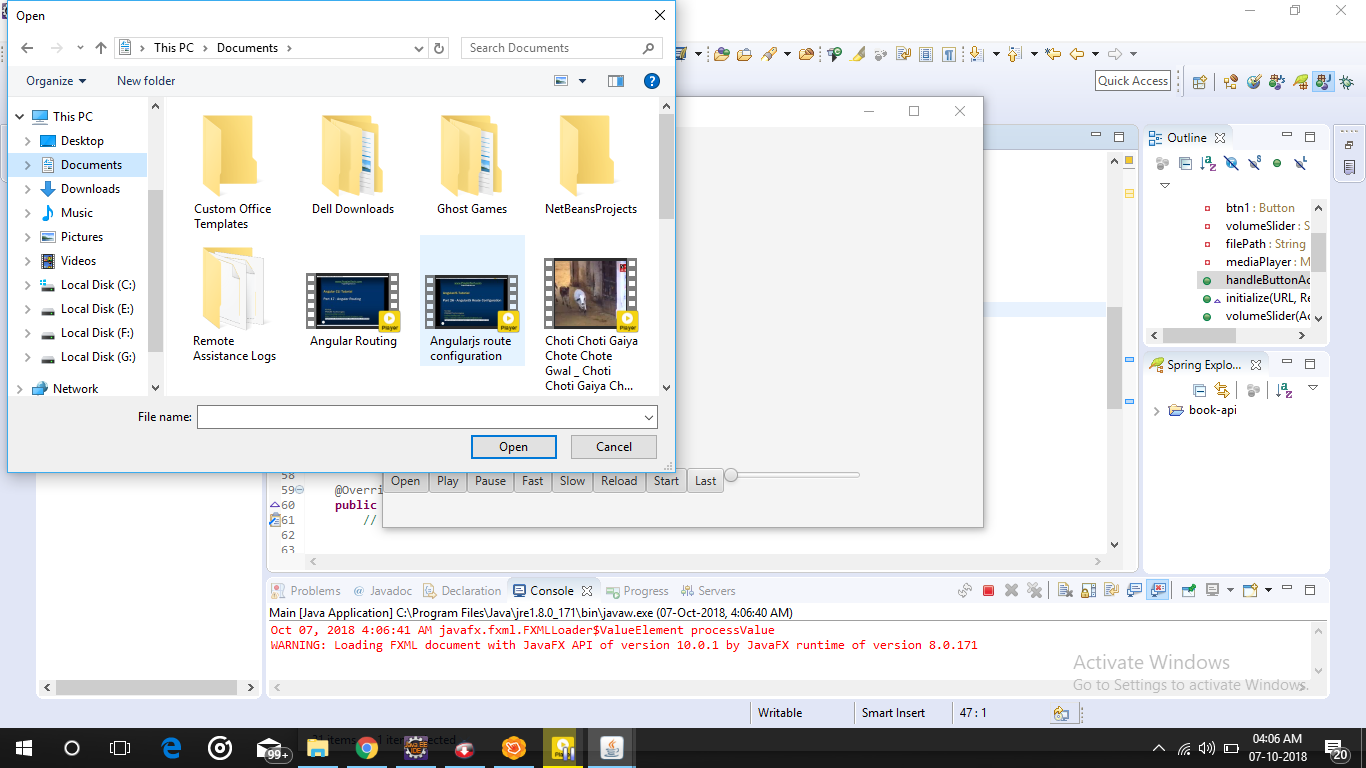 Open
This PC > Documents >
Search Documents
Organize
New folder
This PC
Desktop
Documents
Downloads
Music
Pictures
Videos
Local Disk (C:)
Local Disk (E:)
Local Disk (F:)
Local Disk (G:)
Network
Custom Office
Templates
Dell Downloads
Ghost Games
NetBeansProjects
Remote
Assistance Logs
Angular Routing
Angularjs route
configuration
Choti Choti Gaiya
Chote Chote
Gwal _ Choti
Choti Gaiya Ch...
File name:
Open
Cancel
Quick Access
Outline
btn1 : Button
volumeSlider : S
filePath : String
mediaPlayer : M
handleButtonAc
initialize(URL, Re
volumeSlider(Ac
Spring Explo...
book-api
Open Play Pause Fast Slow Reload Start Last
58
59 @Overri
60 public
61 //
62
63
Problems @ Javadoc Declaration Console Progress Servers
Main [Java Application] C:\Program Files\Java\jre1.8.0_171\bin\javaw.exe (07-Oct-2018, 4:06:40 AM)
Oct 07, 2018 4:06:41 AM javafx.fxml.FXMLLoader$ValueElement processValue
WARNING: Loading FXML document with JavaFX API of version 10.0.1 by JavaFX runtime of version 8.0.171
Activate Windows
Go to Settings to activate Windows.
Writable
Smart Insert
47 : 1
99+
04:06 AM
07-10-2018
20